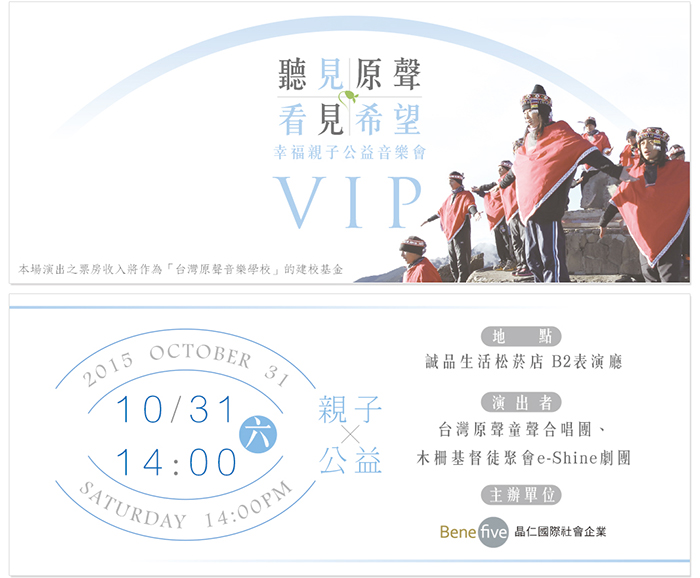 聽見原聲
看見希望
幸福親子公益音樂會
VIP
本場演出之票房收入將作為「台灣原聲音樂學校」的建校基金
2015 OCTOBER 31
10/31
六
14:00
SATURDAY 14:00PM
親子
×
公益
地點
誠品生活松菸店 B2表演廳
演出者
台灣原聲童聲合唱團、
木柵基督徒聚會e-Shine劇團
主辦單位
Bene five 晶仁國際社會企業